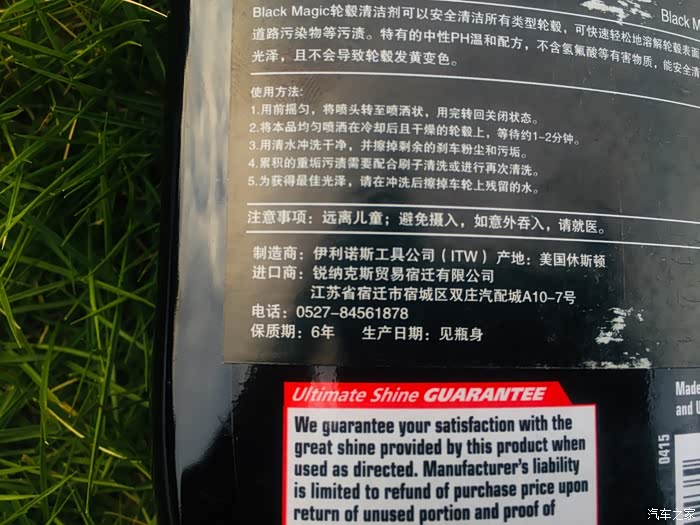 Black Magic轮毂清洁剂可以安全清洁所有类型轮毂，可快速轻松地溶解轮毂表面
道路污染物等污渍。特有的中性PH温和配方，不含氢氟酸等有害物质，能安全清
光泽，且不会导致轮毂发黄变色。
Black M
使用方法：
1.用前摇匀，将喷头转至喷洒状，用完转回关闭状态。
2.将本品均匀喷洒在冷却后且干燥的轮毂上，等待约1-2分钟。
3.用清水冲洗干净，并擦掉剩余的刹车粉尘和污垢。
4.累积的重垢污渍需要配合刷子清洗或进行再次清洗。
5.为获得最佳光泽，请在冲洗后擦掉车轮上残留的水。
注意事项：远离儿童；避免摄入，如意外吞入，请就医。
制造商：伊利诺斯工具公司（ITW）产地：美国休斯顿
进口商：锐纳克斯贸易宿迁有限公司
江苏省宿迁市宿城区双庄汽配城A10-7号
电话：0527-84561878
保质期：6年 生产日期：见瓶身
Ultimate Shine GUARANTEE
We guarantee your satisfaction with the
great shine provided by this product when
used as directed. Manufacturer's liability
is limited to refund of purchase price upon
return of unused portion and proof of
Made
and U
0415
汽车之家